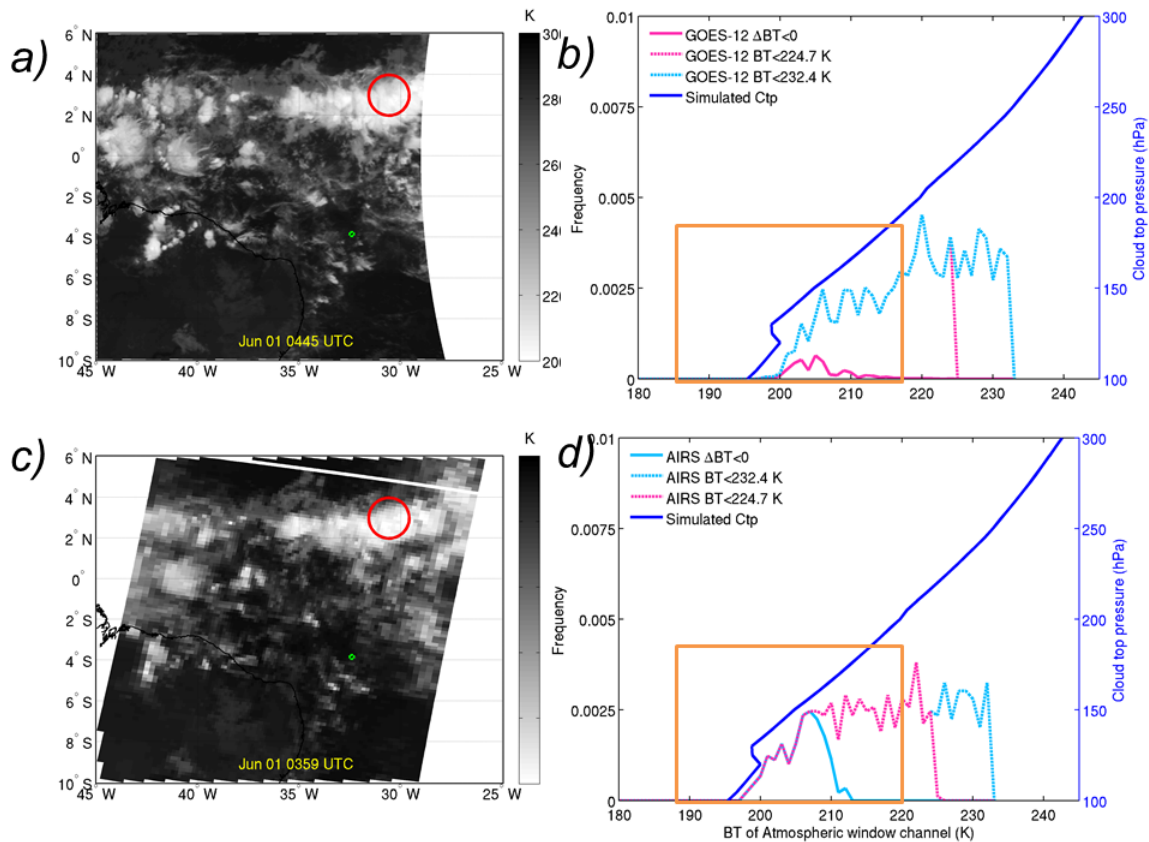 a)
K
6° N
4° N
2° N
0°
2° S
4° S
6° S
8° S
10° S
45° W
40° W
35° W
30° W
25° W
Jun 01 0445 UTC
30
280
260
240
220
200
b)
GOES-12 ΔBT<0
GOES-12 BT<224.7 K
GOES-12 BT<232.4 K
Simulated Ctp
Frequency
0.01
0.0075
0.005
0.0025
0
180
190
200
210
220
230
240
300
250
200
150
100
Cloud top pressure (hPa)
c)
K
6° N
4° N
2° N
0°
2° S
4° S
6° S
8° S
10° S
45° W
40° W
35° W
30° W
25° W
Jun 01 0359 UTC
d)
AIRS ΔBT<0
AIRS BT<232.4 K
AIRS BT<224.7 K
Simulated Ctp
Frequency
0.01
0.0075
0.005
0.0025
0
180
190
200
210
220
230
240
BT of Atmospheric window channel (K)
300
250
200
150
100
Cloud top pressure (hPa)